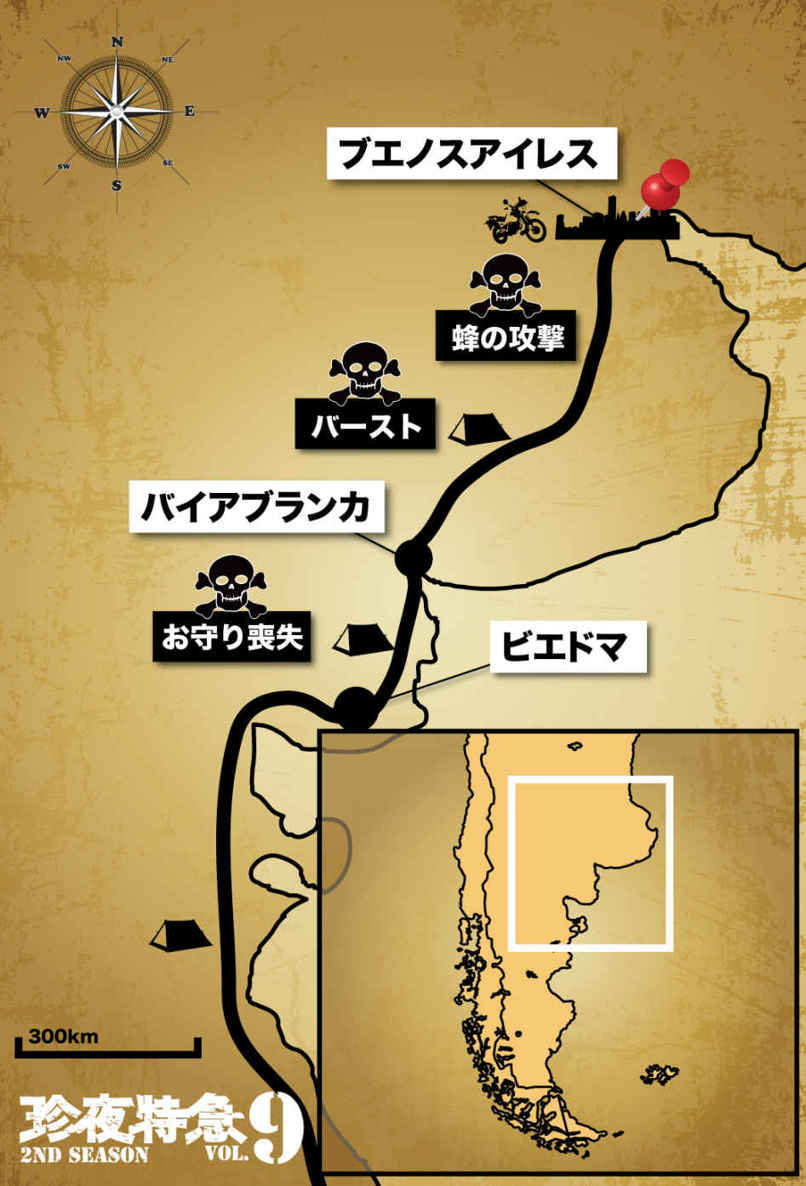 N
NW
NE
W
E
SW
SE
S
ブエノスアイレス
蜂の攻撃
バースト
バイアブランカ
お守り喪失
ビエドマ
300km
珍夜特急9
2ND SEASON VOL.